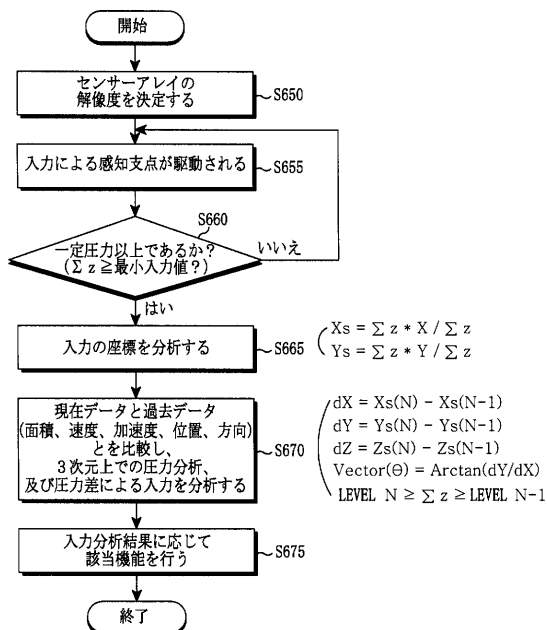 開始
センサーアレイの
解像度を決定する
S650
入力による感知支点が駆動される
S655
S660
一定圧力以上であるか?
(Σ z ≧ 最小入力値?)
いいえ
はい
入力の座標を分析する
S665
Xs = Σ z * X / Σ z
Ys = Σ z * Y / Σ z
現在データと過去データ
(面積、速度、加速度、位置、方向)
とを比較し、
3次元上での圧力分析、
及び圧力差による入力を分析する
S670
dX = Xs(N) - Xs(N-1)
dY = Ys(N) - Ys(N-1)
dZ = Zs(N) - Zs(N-1)
Vector(Θ) = Arctan(dY/dX)
LEVEL N ≥ Σ z ≥ LEVEL N-1
入力分析結果に応じて
該当機能を行う
S675
終了